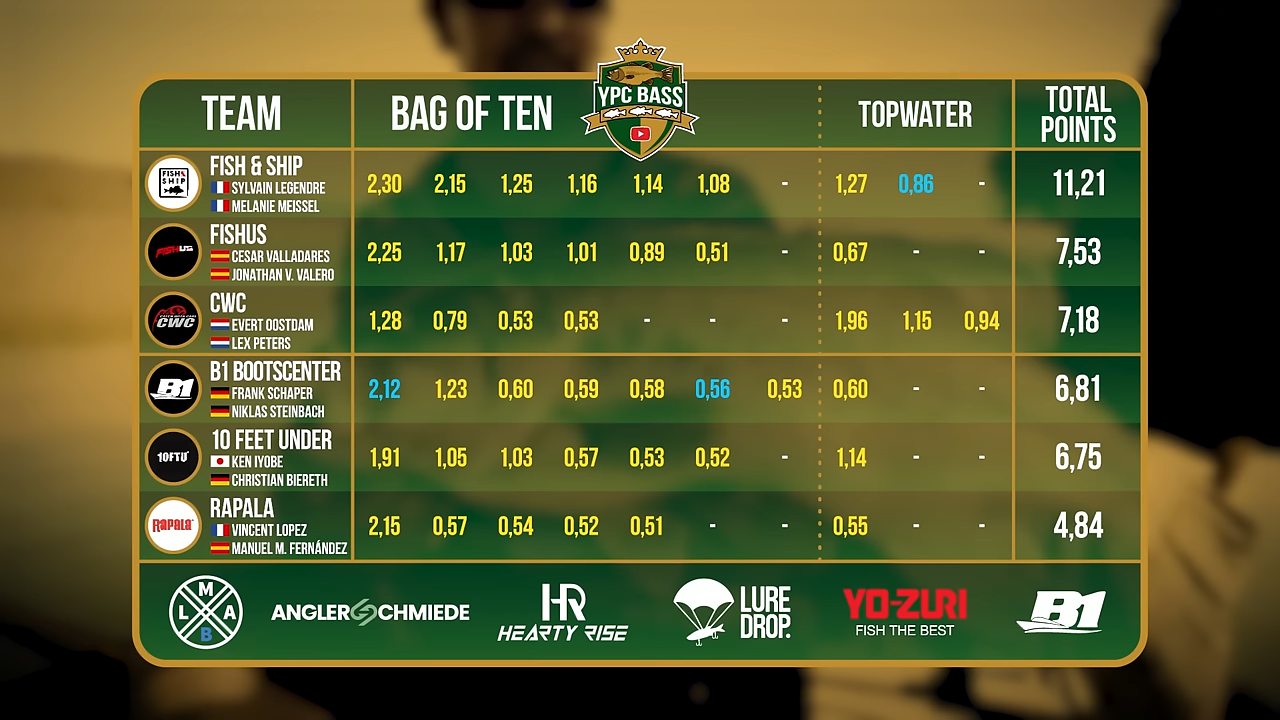 YPC BASS
TEAM BAG OF TEN TOPWATER TOTAL POINTS
FISH & SHIP
FISH& SHIP
SYLVAIN LEGENDRE
MELANIE MEISSEL
2,30 2,15 1,25 1,16 1,14 1,08 - 1,27 0,86 - 11,21
FISHUS
FISHUS
CESAR VALLADARES
JONATHAN V. VALERO
2,25 1,17 1,03 1,01 0,89 0,51 - 0,67 - - 7,53
CWC
CWC
EVERT OOSTDAM
LEX PETERS
1,28 0,79 0,53 0,53 - - - 1,96 1,15 0,94 7,18
B1
B1 BOOTSCENTER
FRANK SCHAPER
NIKLAS STEINBACH
2,12 1,23 0,60 0,59 0,58 0,56 0,53 0,60 - - 6,81
10FTU
10 FEET UNDER
KEN IYOBE
CHRISTIAN BIERETH
1,91 1,05 1,03 0,57 0,53 0,52 - 1,14 - - 6,75
Rapala
RAPALA
VINCENT LOPEZ
MANUEL M. FERNÁNDEZ
2,15 0,57 0,54 0,52 0,51 - - 0,55 - - 4,84
M
L A
B
ANGLERSCHMIEDE
HR
HEARTY RISE
LURE
DROP.
YO-ZURI
FISH THE BEST
B1